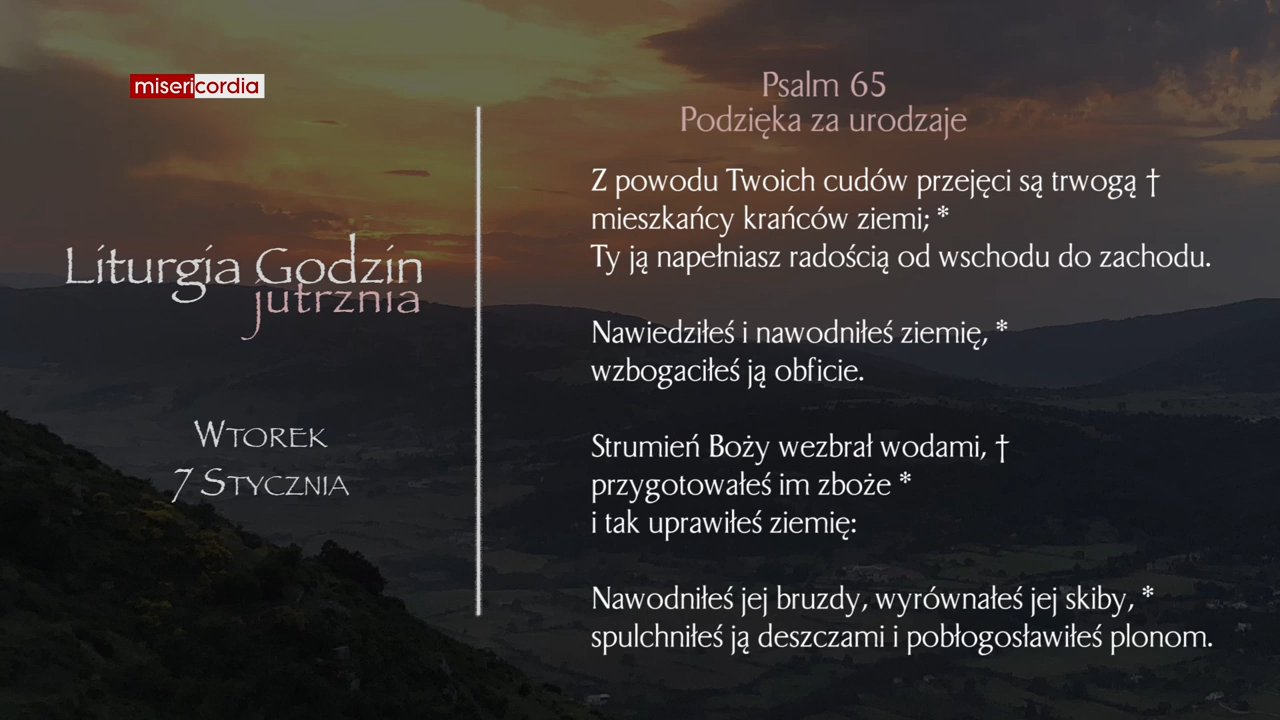 misericordia
Liturgia Godzin
jutrznia
Wtorek
7 Stycznia
Psalm 65
Podzięka za urodzaje
Z powodu Twoich cudów przejęci są trwogą †
mieszkańcy krańców ziemi; *
Ty ją napełniasz radością od wschodu do zachodu.
Nawiedziłeś i nawodniłeś ziemię, *
wzbogaciłeś ją obficie.
Strumień Boży wezbrał wodami, †
przygotowałeś im zboże *
i tak uprawiłeś ziemię:
Nawodniłeś jej bruzdy, wyrównałeś jej skiby, *
spulchniłeś ją deszczami i pobłogosławiłeś plonom.